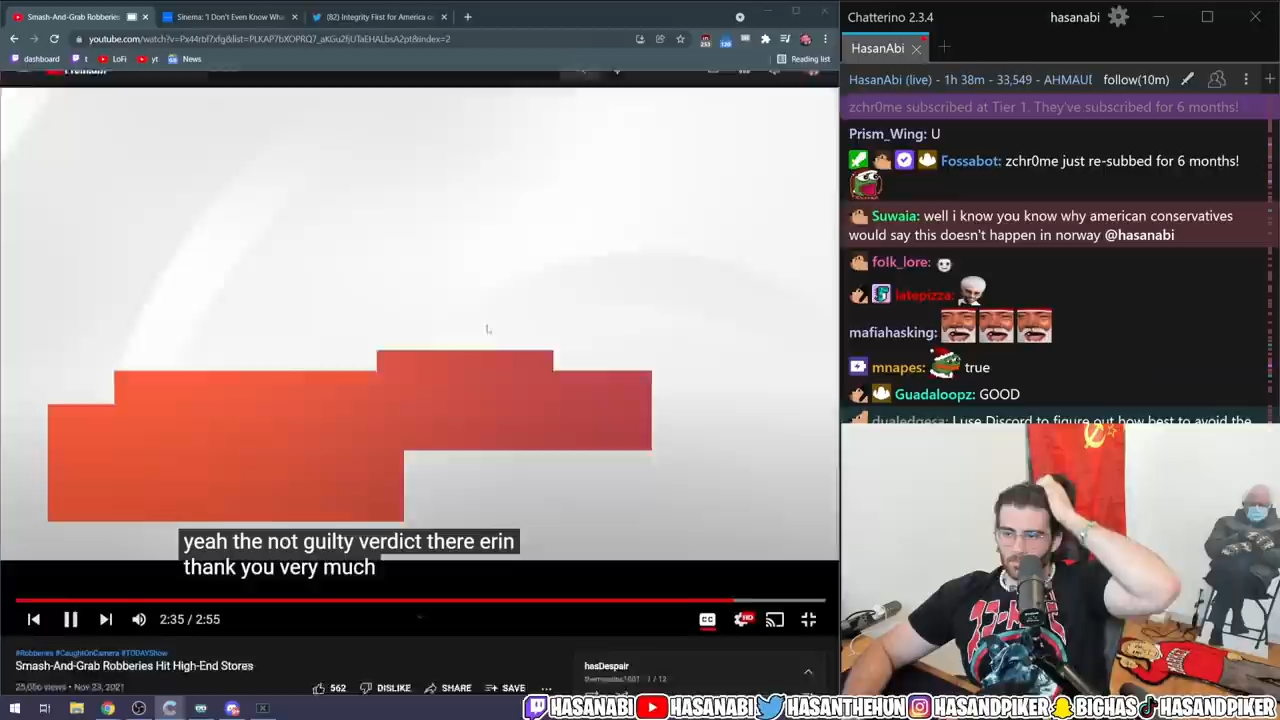 Smash-And-Grab Robberies
Sinema: 'I Don't Even Know Wha
(82) Integrity First for America o
youtube.com/watch?v=Px44rbf7xfg&list=PLKAP7bXOPRQ7_aKGu2fjUTaEHALbsA2pt&index=2
dashboard
t
LoFi
yt
News
Reading list
yeah the not guilty verdict there erin
thank you very much
2:35 / 2:55
CC
HD
#Robberies #CaughtOnCamera #TODAYShow
Smash-And-Grab Robberies Hit High-End Stores
views • Nov 23, 2021
562
DISLIKE
SHARE
SAVE
hasDespair
Chatterino 2.3.4
hasanabi
HasanAbi
HasanAbi (live) - 1h 38m - 33,549 - AHMAUD
follow(10m)
zchr0me subscribed at Tier 1. They've subscribed for 6 months!
Prism_Wing: U
Fossabot: zchr0me just re-subbed for 6 months!
Suwaia: well i know you know why american conservatives
would say this doesn't happen in norway @hasanabi
folk_lore:
latepizza:
mafiahasking:
mnapes: true
Guadaloopz: GOOD
dualedgesa: I use Discord to figure out how best to avoid the
HASANABI
HASANABI
HASANTHEHUN
HASANDPIKER
BIGHAS
HASANDPIKER